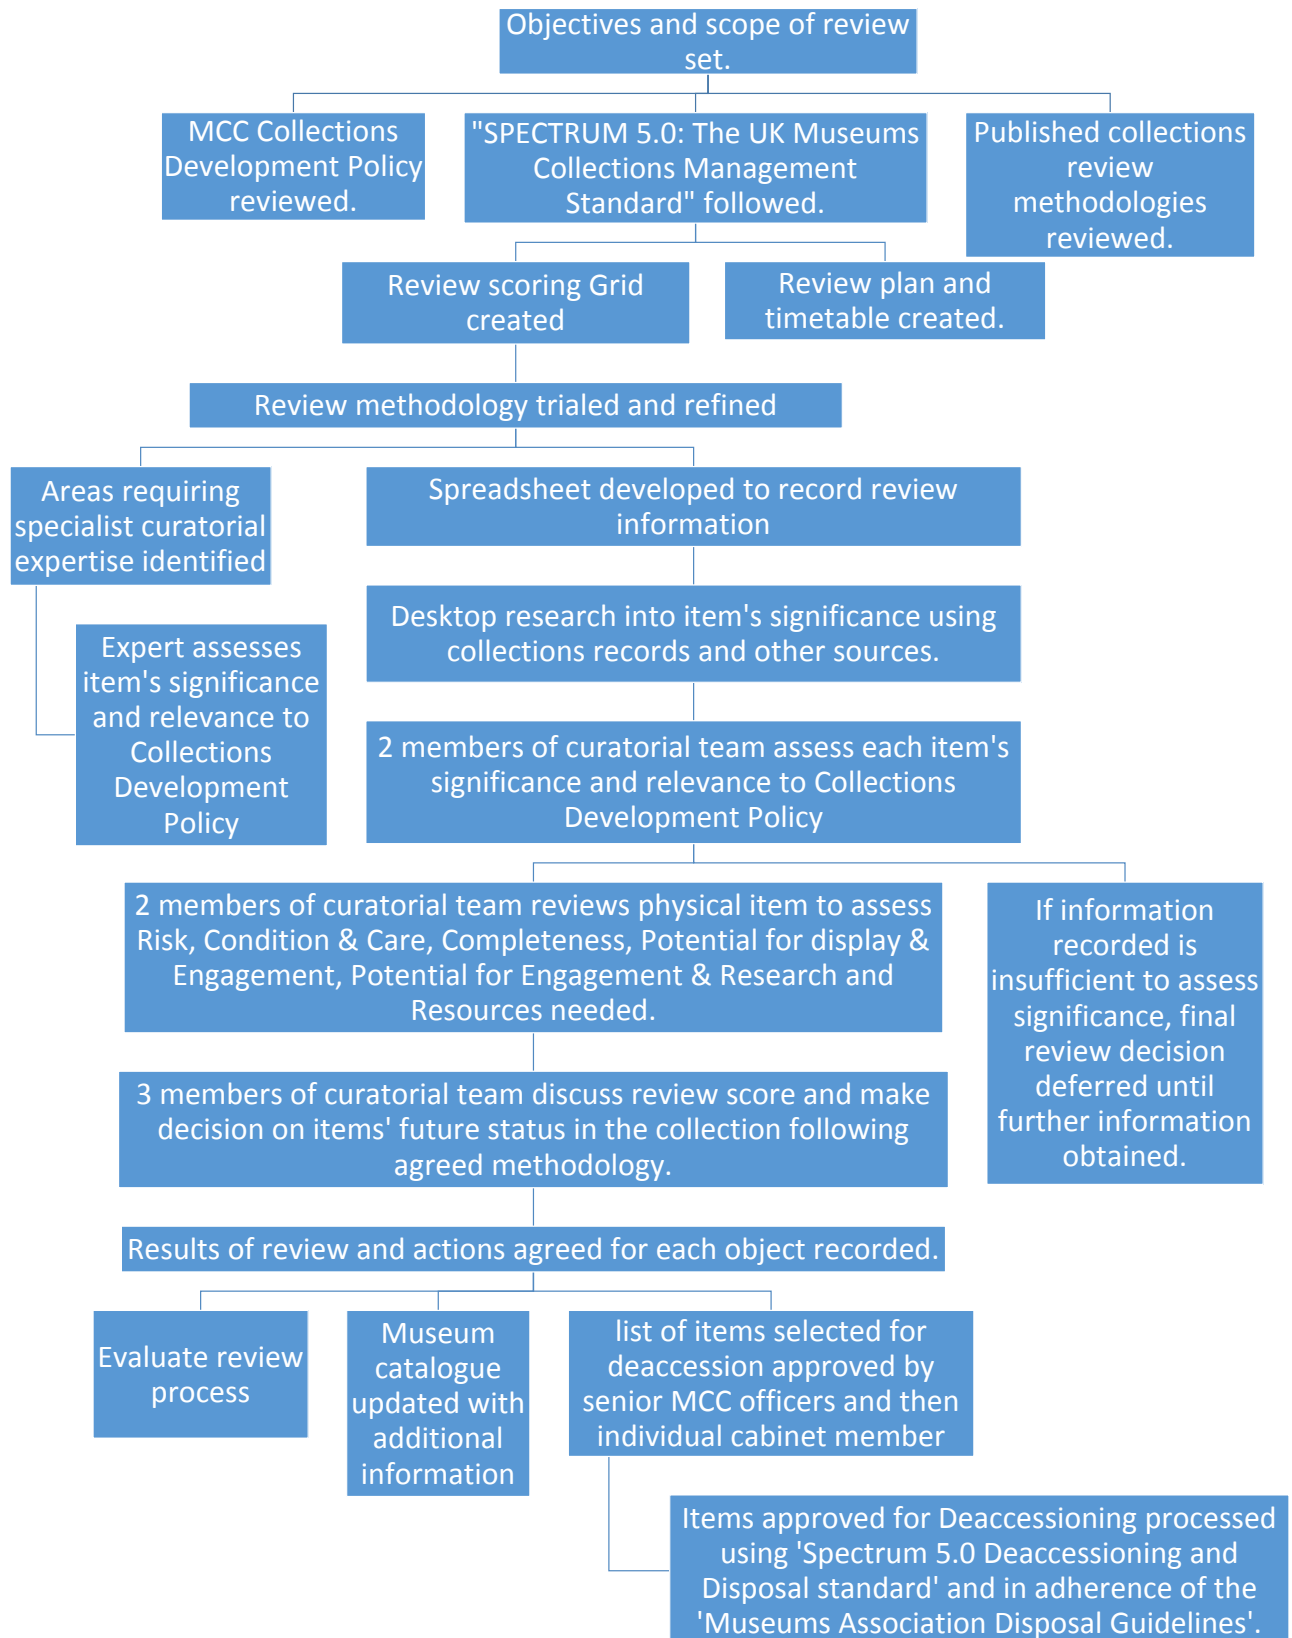 Objectives and scope of review
set.
MCC Collections
Development Policy
reviewed.
"SPECTRUM 5.0: The UK Museums
Collections Management
Standard" followed.
Published collections
review
methodologies
reviewed.
Review scoring Grid
created
Review plan and
timetable created.
Review methodology trialed and refined
Areas requiring
specialist curatorial
expertise identified
Spreadsheet developed to record review
information
Expert assesses
item's significance
and relevance to
Collections
Development
Policy
Desktop research into item's significance using
collections records and other sources.
2 members of curatorial team assess each item's
significance and relevance to Collections
Development Policy
2 members of curatorial team reviews physical item to assess
Risk, Condition & Care, Completeness, Potential for display &
Engagement, Potential for Engagement & Research and
Resources needed.
If information
recorded is
insufficient to assess
significance, final
review decision
deferred until
further information
obtained.
3 members of curatorial team discuss review score and make
decision on items' future status in the collection following
agreed methodology.
Results of review and actions agreed for each object recorded.
Evaluate review
process
Museum
catalogue
updated with
additional
information
list of items selected for
deaccession approved by
senior MCC officers and then
individual cabinet member
Items approved for Deaccessioning processed
using 'Spectrum 5.0 Deaccessioning and
Disposal standard' and in adherence of the
'Museums Association Disposal Guidelines'.